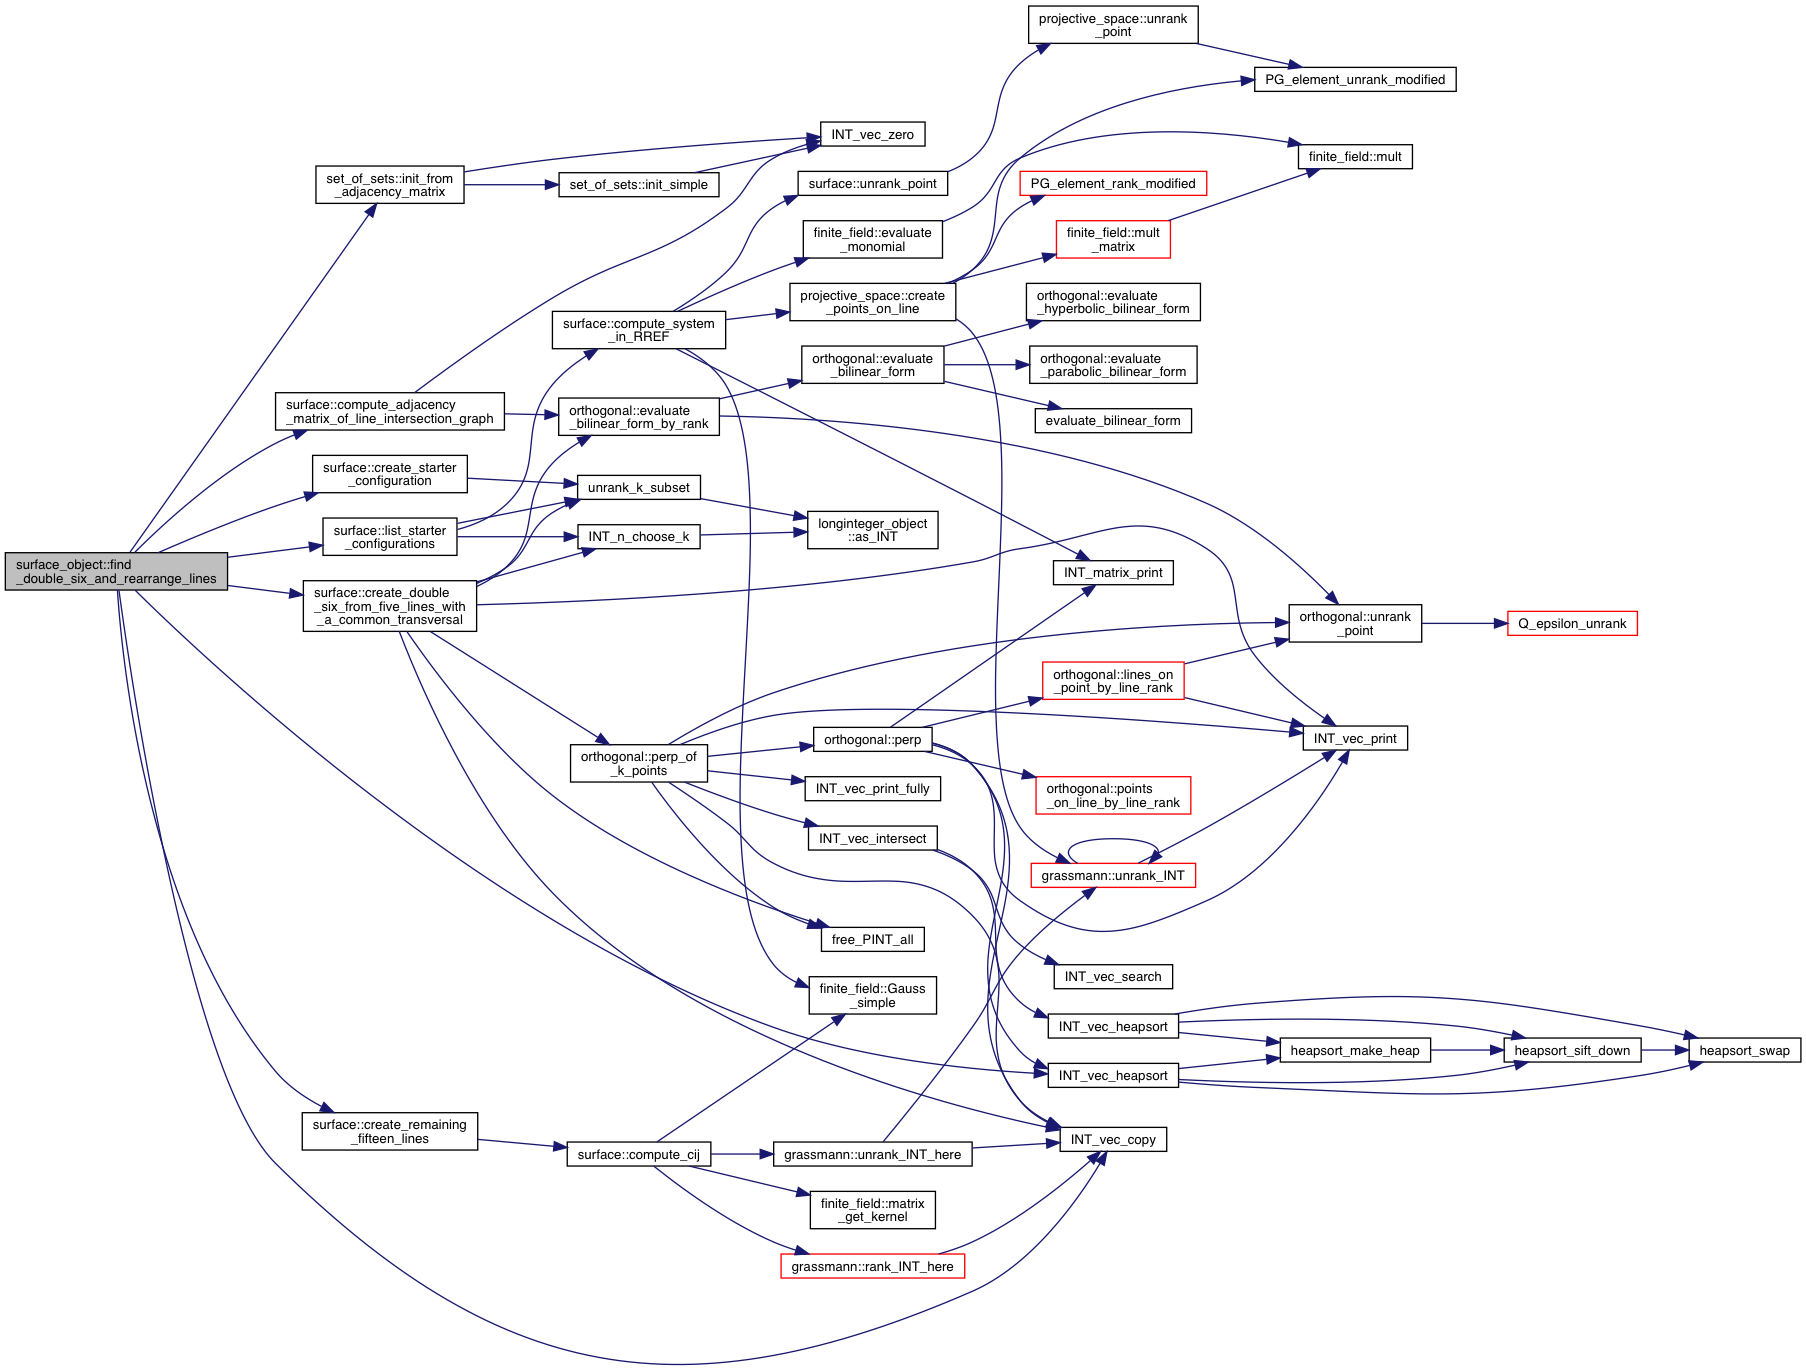 surface_object::find
_double_six_and_rearrange_lines
set_of_sets::init_from
_adjacency_matrix
surface::compute_adjacency
_matrix_of_line_intersection_graph
surface::create_starter
_configuration
surface::list_starter
_configurations
surface::create_double
_six_from_five_lines_with
_a_common_transversal
surface::create_remaining
_fifteen_lines
set_of_sets::init_simple
surface::compute_system
_in_RREF
orthogonal::evaluate
_bilinear_form_by_rank
unrank_k_subset
INT_n_choose_k
orthogonal::perp_of
_k_points
surface::compute_cij
INT_vec_zero
surface::unrank_point
finite_field::evaluate
_monomial
projective_space::create
_points_on_line
orthogonal::evaluate
_bilinear_form
longinteger_object
::as_INT
orthogonal::perp
INT_vec_print_fully
INT_vec_intersect
free_PINT_all
finite_field::Gauss
_simple
grassmann::unrank_INT_here
finite_field::matrix
_get_kernel
grassmann::rank_INT_here
projective_space::unrank
_point
PG_element_rank_modified
finite_field::mult
_matrix
orthogonal::evaluate
_hyperbolic_bilinear_form
orthogonal::evaluate
_parabolic_bilinear_form
evaluate_bilinear_form
INT_matrix_print
orthogonal::lines_on
_point_by_line_rank
orthogonal::points
_on_line_by_line_rank
grassmann::unrank_INT
INT_vec_search
INT_vec_heapsort
INT_vec_heapsort
INT_vec_copy
PG_element_unrank_modified
finite_field::mult
orthogonal::unrank
_point
INT_vec_print
heapsort_make_heap
Q_epsilon_unrank
heapsort_sift_down
heapsort_swap